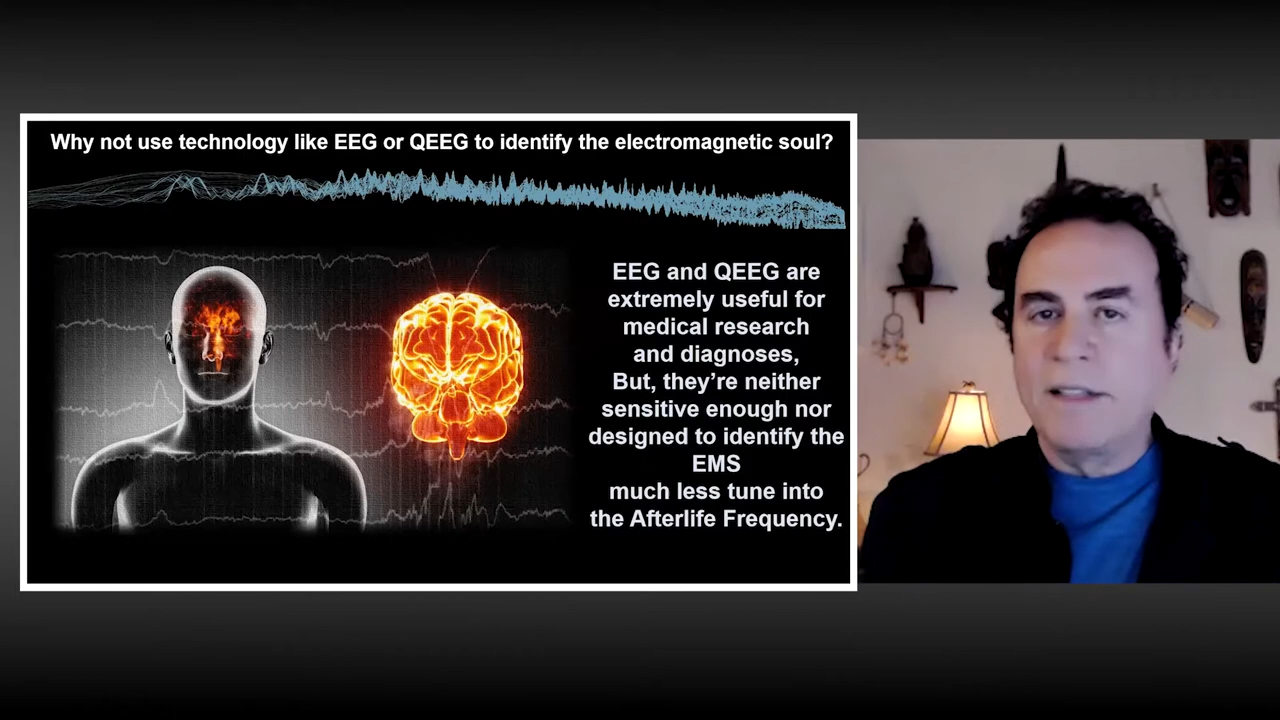 Why not use technology like EEG or QEEG to identify the electromagnetic soul?
EEG and QEEG are
extremely useful for
medical research
and diagnoses,
But, they’re neither
sensitive enough nor
designed to identify the
EMS
much less tune into
the Afterlife Frequency.